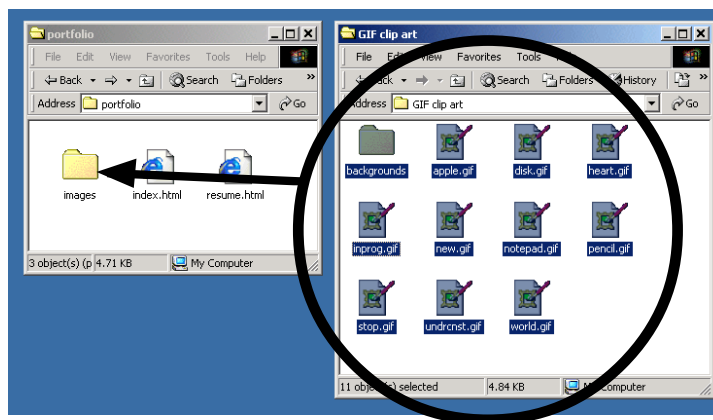 portfolio
File Edit View Favorites Tools Help
Back Search Folders »
Address portfolio Go
images index.html resume.html
3 object(s) (p 4.71 KB My Computer
GIF clip art
File View Favorites Tools
Search Folders History »
Address GIF clip art Go
backgrounds apple.gif disk.gif heart.gif
inprog.gif new.gif notepad.gif pencil.gif
stop.gif undrcnst.gif world.gif
11 selected 4.84 KB Computer